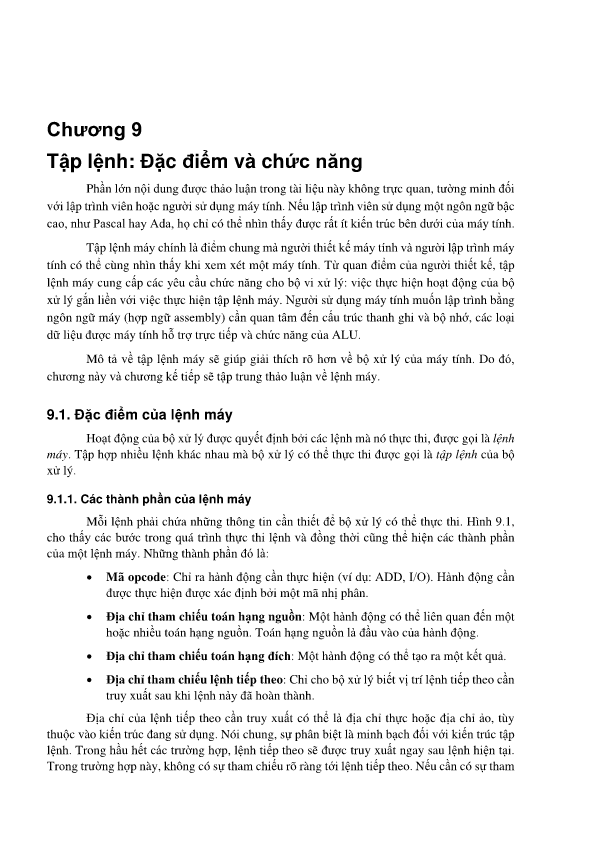 Chương 9
Tập lệnh: Đặc điểm và chức năng
Phần lớn nội dung được thảo luận trong tài liệu này không trực quan, tường minh đối
với lập trình viên hoặc người sử dụng máy tính. Nếu lập trình viên sử dụng một ngôn ngữ bậc
cao, như Pascal hay Ada, họ chỉ có thể nhìn thấy được rất ít kiến trúc bên dưới của máy tính.
Tập lệnh máy chính là điểm chung mà người thiết kế máy tính và người lập trình máy
tính có thể cùng nhìn thấy khi xem xét một máy tính. Từ quan điểm của người thiết kế, tập
lệnh máy cung cấp các yêu cầu chức năng cho bộ vi xử lý: việc thực hiện hoạt động của bộ
xử lý gắn liền với việc thực hiện tập lệnh máy. Người sử dụng máy tính muốn lập trình bằng
ngôn ngữ máy (hợp ngữ assembly) cần quan tâm đến cấu trúc thanh ghi và bộ nhớ, các loại
dữ liệu được máy tính hỗ trợ trực tiếp và chức năng của ALU.
Mô tả về tập lệnh máy sẽ giúp giải thích rõ hơn về bộ xử lý của máy tính. Do đó,
chương này và chương kế tiếp sẽ tập trung thảo luận về lệnh máy.
9.1. Đặc điểm của lệnh máy
Hoạt động của bộ xử lý được quyết định bởi các lệnh mà nó thực thi, được gọi là lệnh
máy. Tập hợp nhiều lệnh khác nhau mà bộ xử lý có thể thực thi được gọi là tập lệnh của bộ
xử lý.
9.1.1. Các thành phần của lệnh máy
Mỗi lệnh phải chứa những thông tin cần thiết để bộ xử lý có thể thực thi. Hình 9.1,
cho thấy các bước trong quá trình thực thi lệnh và đồng thời cũng thể hiện các thành phần
của một lệnh máy. Những thành phần đó là:
• Mã opcode: Chỉ ra hành động cần thực hiện (ví dụ: ADD, I/O). Hành động cần
được thực hiện được xác định bởi một mã nhị phân.
• Địa chỉ tham chiếu toán hạng nguồn: Một hành động có thể liên quan đến một
hoặc nhiều toán hạng nguồn. Toán hạng nguồn là đầu vào của hành động.
• Địa chỉ tham chiếu toán hạng đích: Một hành động có thể tạo ra một kết quả.
• Địa chỉ tham chiếu lệnh tiếp theo: Chỉ cho bộ xử lý biết vị trí lệnh tiếp theo cần
truy xuất sau khi lệnh này đã hoàn thành.
Địa chỉ của lệnh tiếp theo cần truy xuất có thể là địa chỉ thực hoặc địa chỉ ảo, tùy
thuộc vào kiến trúc đang sử dụng. Nói chung, sự phân biệt là minh bạch đối với kiến trúc tập
lệnh. Trong hầu hết các trường hợp, lệnh tiếp theo sẽ được truy xuất ngay sau lệnh hiện tại.
Trong trường hợp này, không có sự tham chiếu rõ ràng tới lệnh tiếp theo. Nếu cần có sự tham